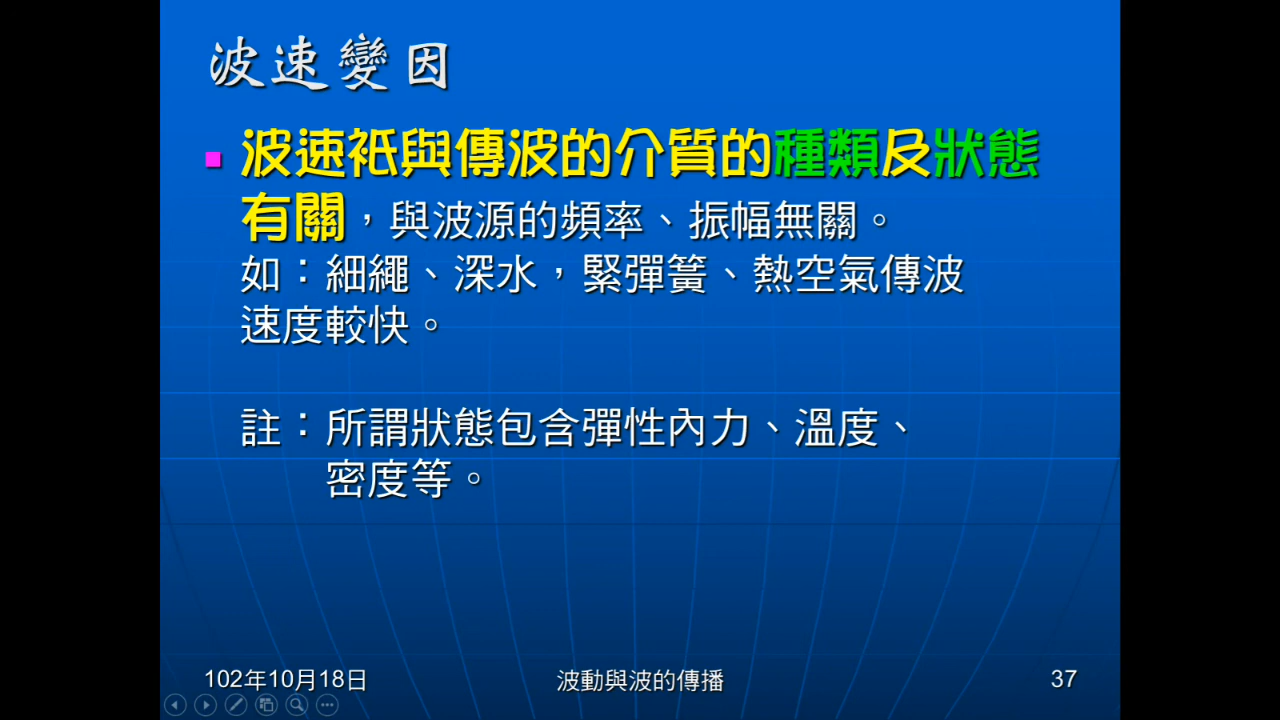 波速變因
波速祇與傳波的介質的種類及狀態
有關，與波源的頻率、振幅無關。
如：細繩、深水，緊彈簧、熱空氣傳波
速度較快。
註：所謂狀態包含彈性內力、溫度、
密度等。
102年10月18日
波動與波的傳播
37